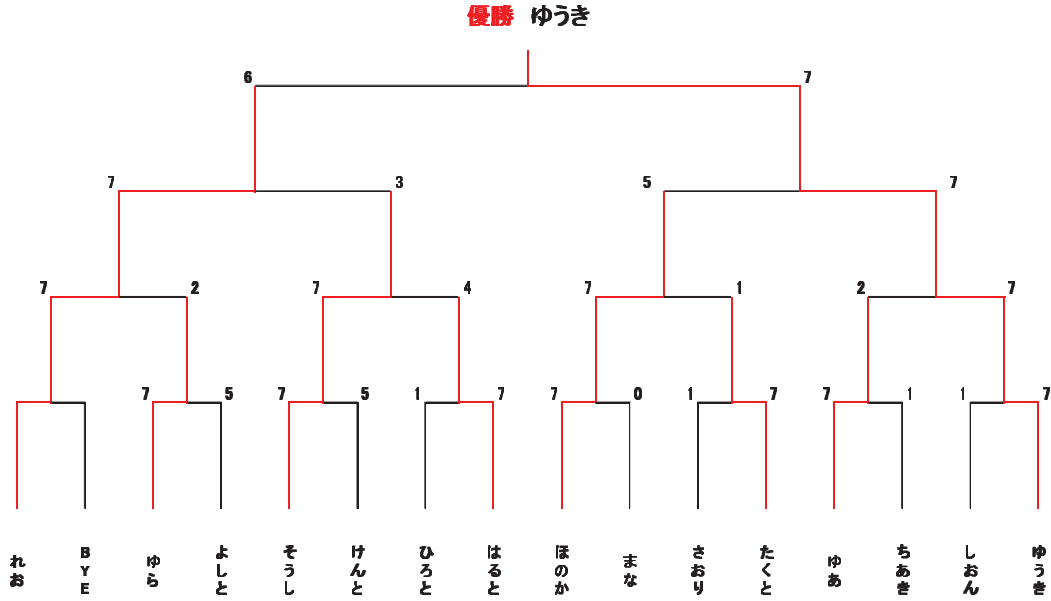 優勝 ゆうき
6 7
7 3 5 7
7 2 7 4 7 1 2 7
7 5 7 5 1 7 7 0 1 7 7 1 1 7
れお
BYE
ゆら
よしと
そうし
けんと
ひろと
はると
ほのか
まな
さおり
たくと
ゆあ
ちあき
しおん
ゆうき